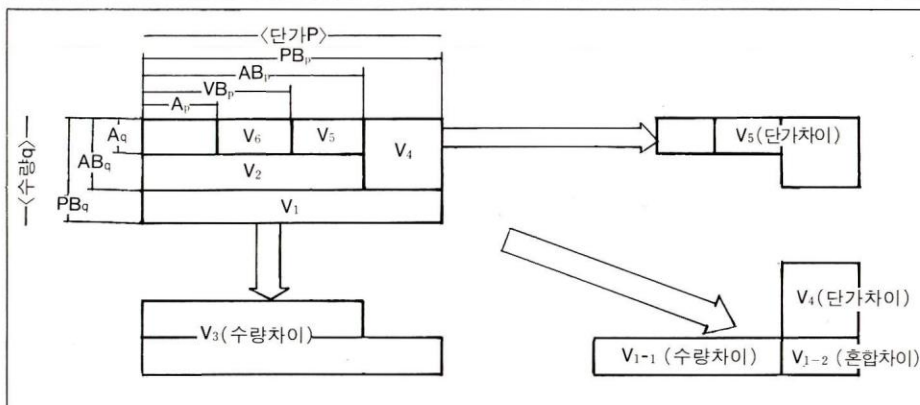 〈단가P〉
PBₚ
ABₚ
VBₚ
Aₚ
―〈수량q〉―
Aq
ABq
PBq
V₆
V₅
V₄
V₂
V₁
V₅(단가차이)
V₃(수량차이)
V₄(단가차이)
V₁₋₁ (수량차이)
V₁₋₂ (혼합차이)